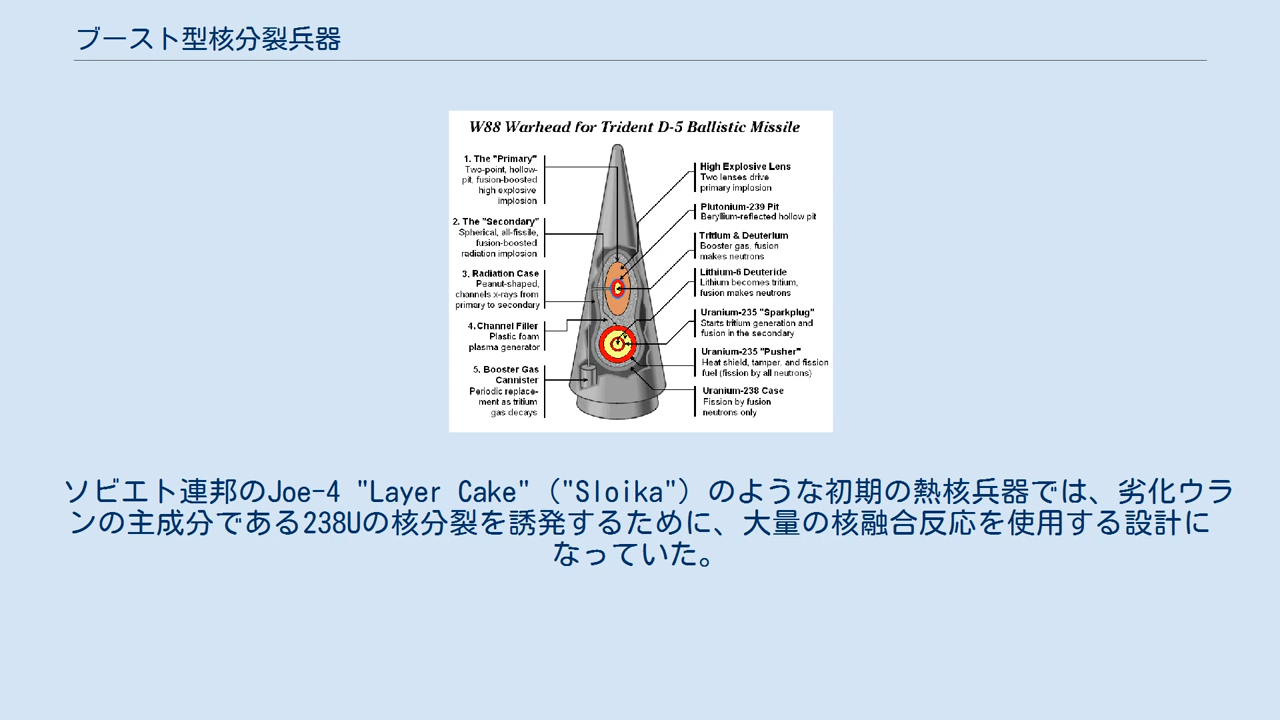 ブースト型核分裂兵器
W88 Warhead for Trident D-5 Ballistic Missile
1. The "Primary"
Two-point, hollow-
pit, fusion-boosted
high explosive
implosion
2. The "Secondary"
Spherical, all-fissile,
fusion-boosted
radiation implosion
3. Radiation Case
Peanut-shaped,
channels x-rays from
primary to secondary
4. Channel Filler
Plastic foam
plasma generator
5. Booster Gas
Cannister
Periodic replace-
ment as tritium
gas decays
High Explosive Lens
Two lenses drive
primary implosion
Plutonium-239 Pit
Beryllium-reflected hollow pit
Tritium & Deuterium
Booster gas, fusion
makes neutrons
Lithium-6 Deuteride
Lithium becomes tritium,
fusion makes neutrons
Uranium-235 "Sparkplug"
Starts tritium generation and
fusion in the secondary
Uranium-235 "Pusher"
Heat shield, tamper, and fission
fuel (fission by all neutrons)
Uranium-238 Case
Fission by fusion
neutrons only
ソビエト連邦のJoe-4 "Layer Cake"（"Sloika"）のような初期の熱核兵器では、劣化ウラ
ンの主成分である238Uの核分裂を誘発するために、大量の核融合反応を使用する設計に
なっていた。